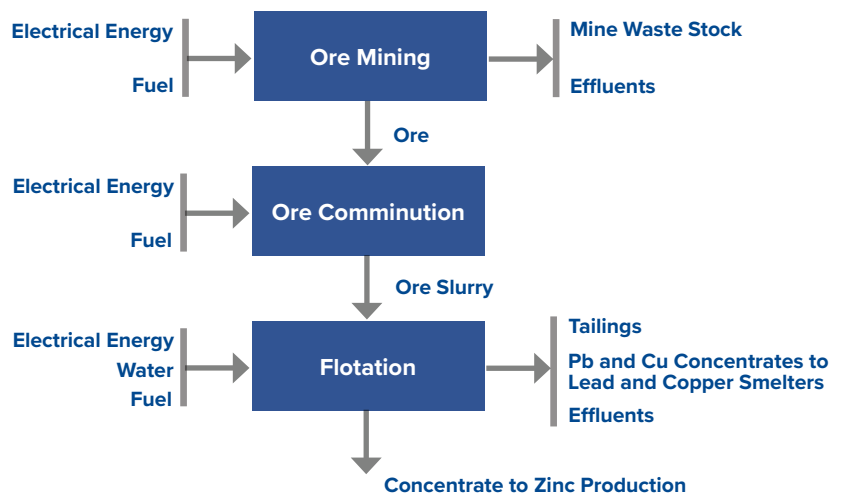 Electrical Energy
Fuel
Ore Mining
Mine Waste Stock
Effluents
Ore
Electrical Energy
Fuel
Ore Comminution
Ore Slurry
Electrical Energy
Water
Fuel
Flotation
Tailings
Pb and Cu Concentrates to
Lead and Copper Smelters
Effluents
Concentrate to Zinc Production